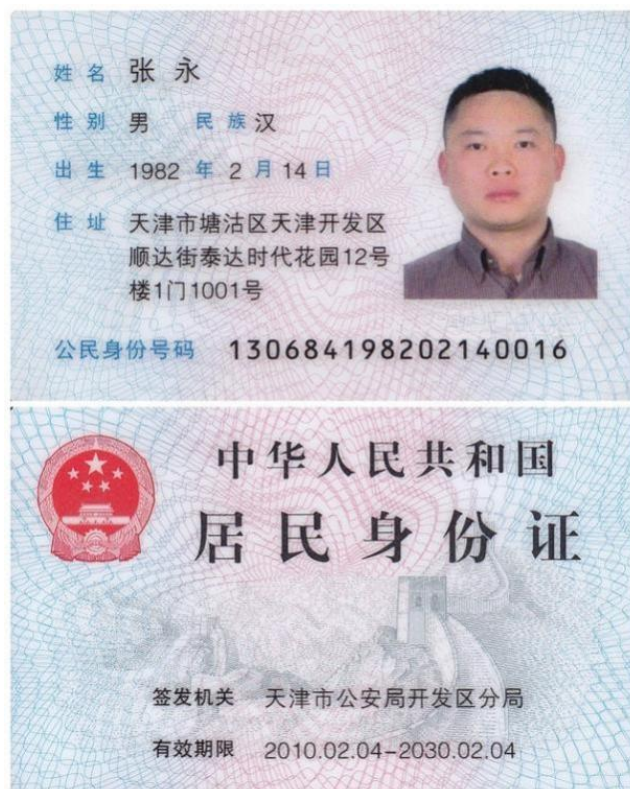 姓名 张永
性别 男 民族 汉
出生 1982 年 2 月 14 日
住址 天津市塘沽区天津开发区
顺达街泰达时代花园12号
楼1门1001号
公民身份号码 130684198202140016
中华人民共和国
居民身份证
签发机关 天津市公安局开发区分局
有效期限 2010.02.04-2030.02.04